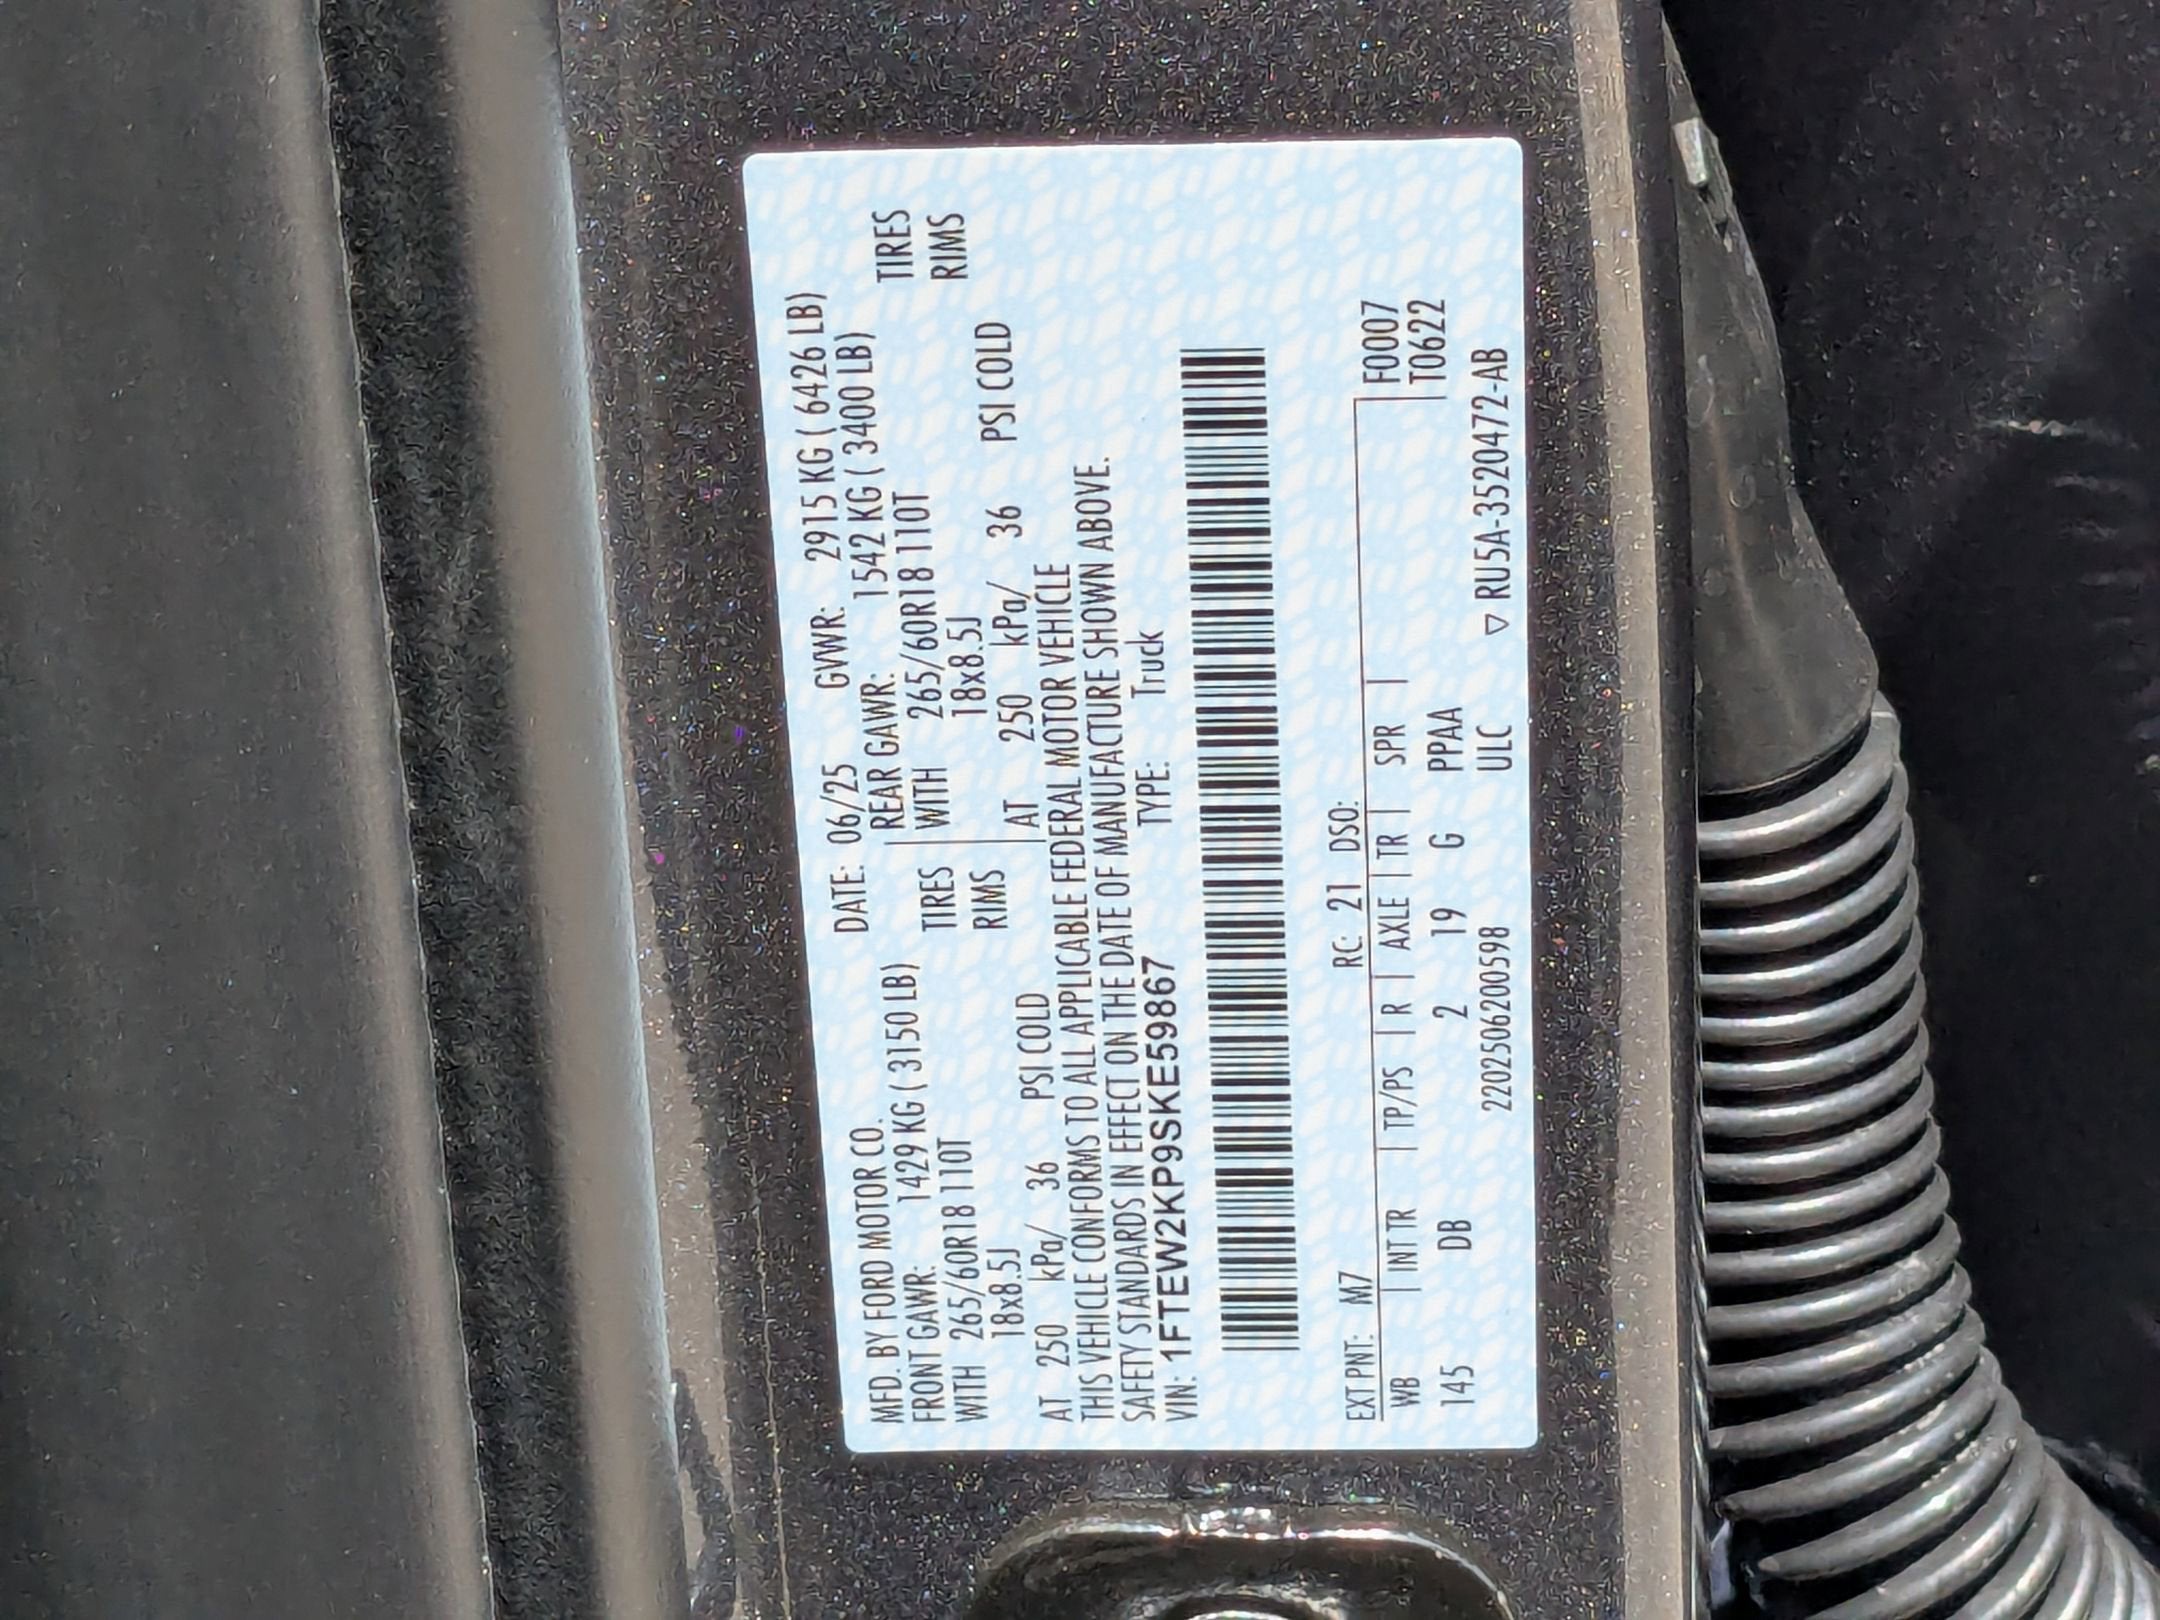 MFD. BY FORD MOTOR CO. DATE: 06/25 GVWR: 2915 KG ( 6426 LB)
FRONT GAWR: 1429 KG ( 3150 LB) REAR GAWR: 1542 KG ( 3400 LB)
WITH 265/60R18 110T TIRES WITH 265/60R18 110T TIRES
18x8.5J RIMS 18x8.5J RIMS
AT 250 kPa/ 36 PSI COLD AT 250 kPa/ 36 PSI COLD
THIS VEHICLE CONFORMS TO ALL APPLICABLE FEDERAL MOTOR VEHICLE
SAFETY STANDARDS IN EFFECT ON THE DATE OF MANUFACTURE SHOWN ABOVE.
VIN: 1FTEW2KP9SKE59867 TYPE: Truck
EXT PNT: M7 RC: 21 DSO: F0007
WB INT TR TP/PS R AXLE TR SPR T0622
145 DB 2 19 G PPAA
2202506200598 ULC ▽ RU5A-3520472-AB